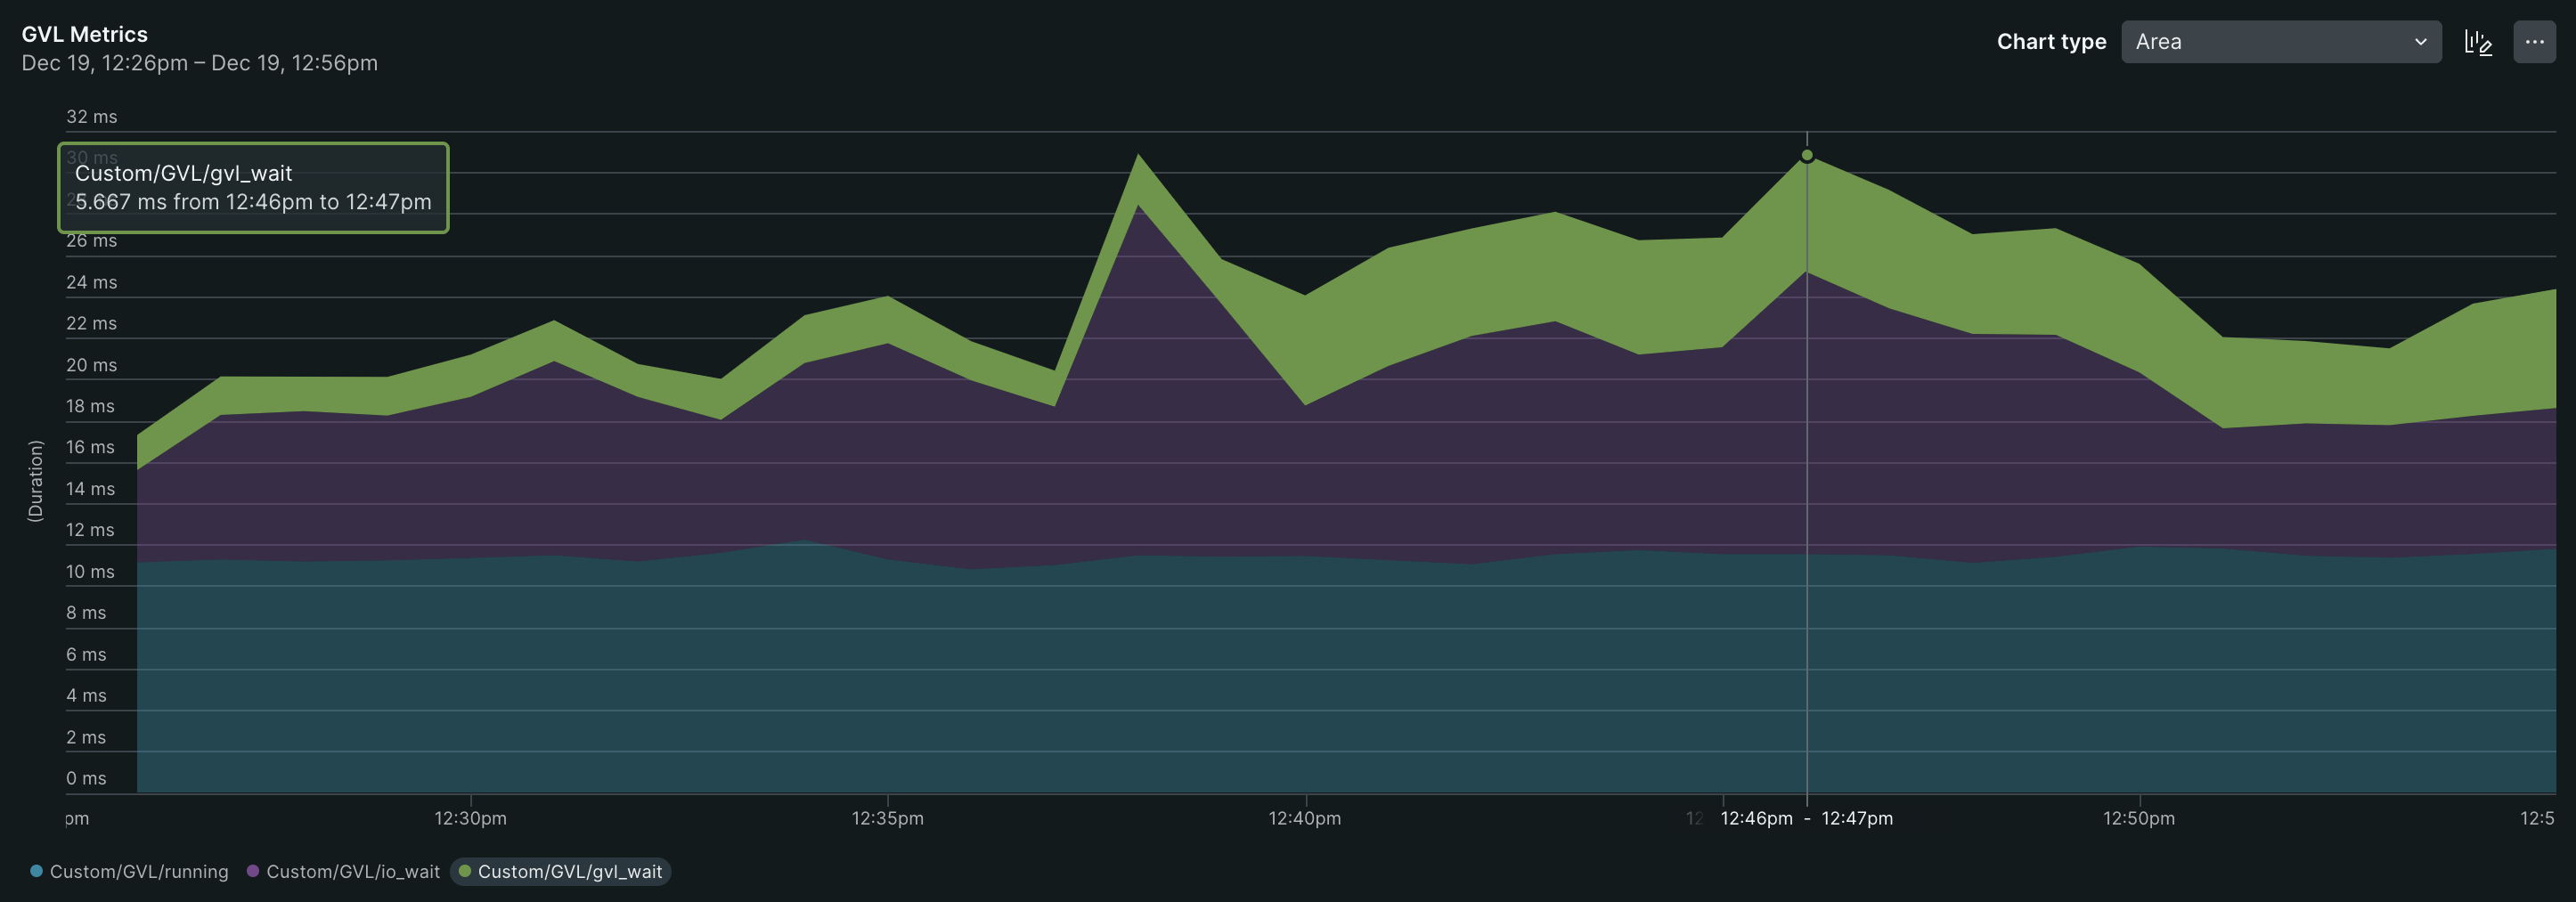 GVL Metrics
Dec 19, 12:26pm – Dec 19, 12:56pm
Chart type Area
32 ms
30 ms
Custom/GVL/gvl_wait
5.667 ms from 12:46pm to 12:47pm
26 ms
24 ms
22 ms
20 ms
18 ms
16 ms
14 ms
12 ms
10 ms
8 ms
6 ms
4 ms
2 ms
0 ms
(Duration)
pm 12:30pm 12:35pm 12:40pm 12 12:46pm - 12:47pm 12:50pm 12:5
Custom/GVL/running Custom/GVL/io_wait Custom/GVL/gvl_wait